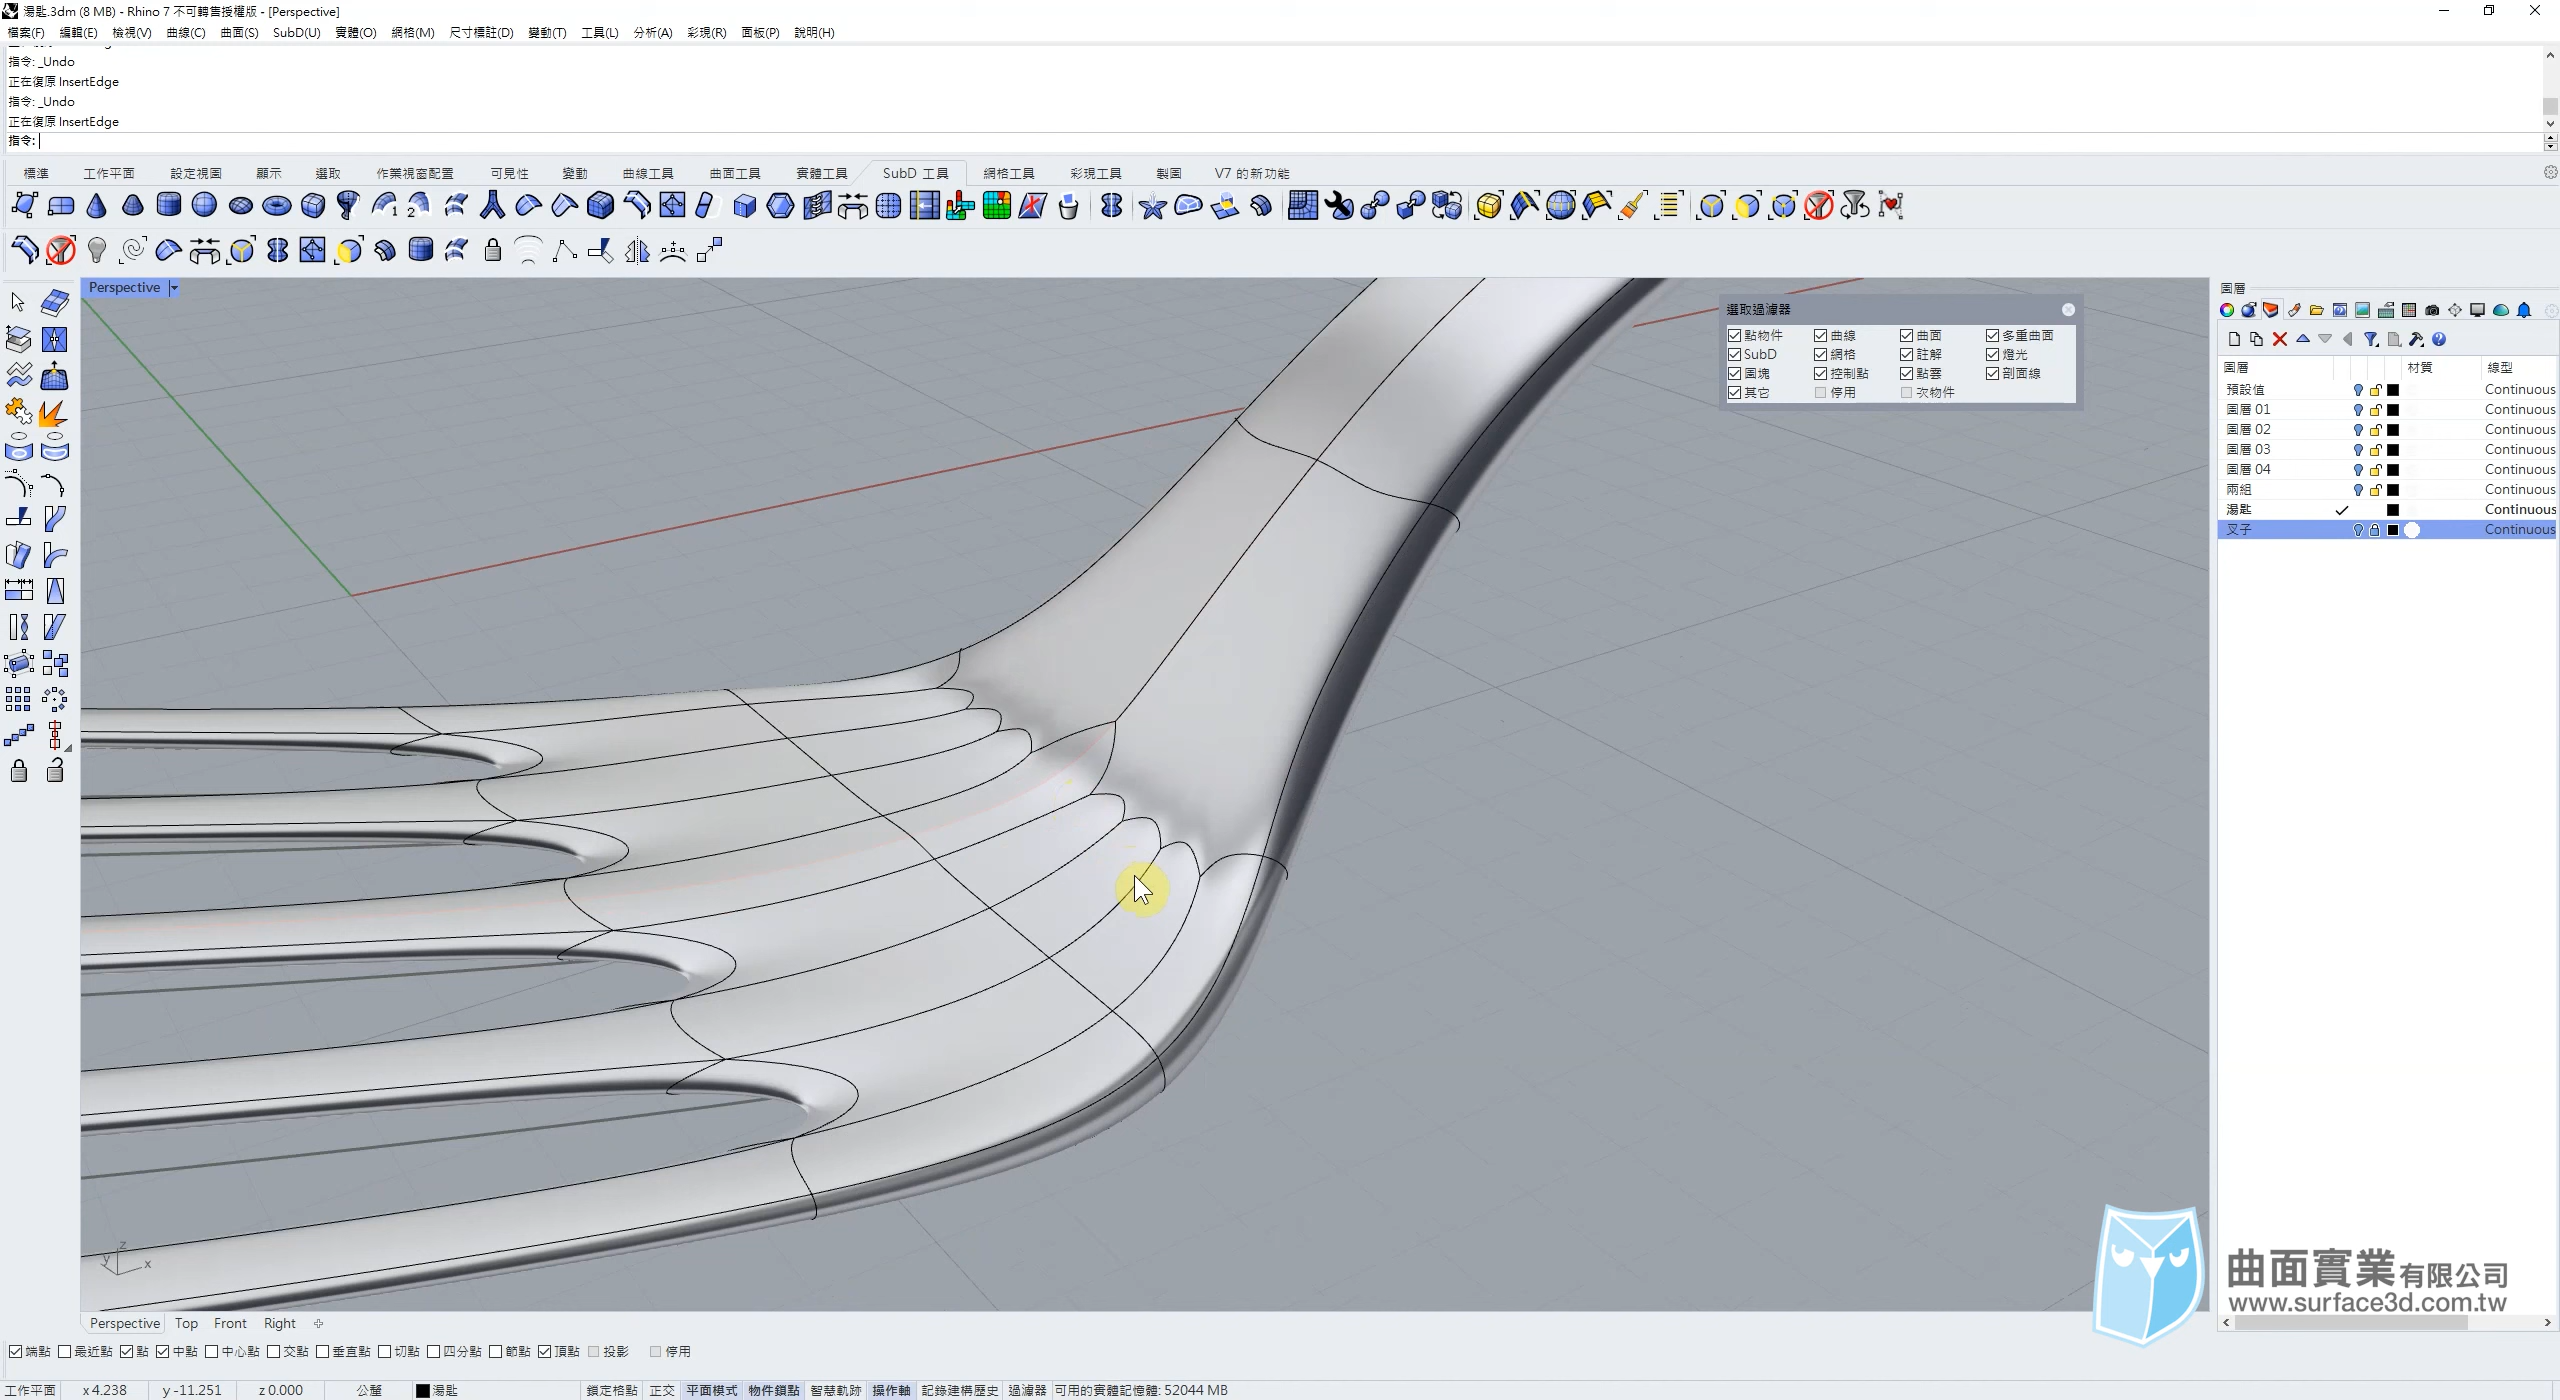 湯匙.3dm (8 MB) - Rhino 7 不可轉售授權版 - [Perspective]
檔案(F) 編輯(E) 檢視(V) 曲線(C) 曲面(S) SubD(U) 實體(O) 網格(M) 尺寸標註(D) 變動(T) 工具(L) 分析(A) 彩現(R) 面板(P) 說明(H)
指令: _Undo
正在復原 InsertEdge
指令: _Undo
正在復原 InsertEdge
指令:
標準 工作平面 設定視圖 顯示 選取 作業視窗配置 可見性 變動 曲線工具 曲面工具 實體工具 SubD 工具 網格工具 彩現工具 製圖 V7 的新功能
Perspective
選取過濾器
點物件 曲線 曲面 多重曲面
SubD 網格 註解 燈光
圖塊 控制點 點雲 剖面線
其它 停用 次物件
圖層
圖層 材質 線型
預設值 Continuous
圖層 01 Continuous
圖層 02 Continuous
圖層 03 Continuous
圖層 04 Continuous
兩組 Continuous
湯匙 Continuous
叉子 Continuous
z
y x
曲面實業有限公司
www.surface3d.com.tw
Perspective Top Front Right
端點 最近點 點 中點 中心點 交點 垂直點 切點 四分點 節點 頂點 投影 停用
工作平面 x 4.238 y -11.251 z 0.000 公釐 湯匙 鎖定格點 正交 平面模式 物件鎖點 智慧軌跡 操作軸 記錄建構歷史 過濾器 可用的實體記憶體: 52044 MB